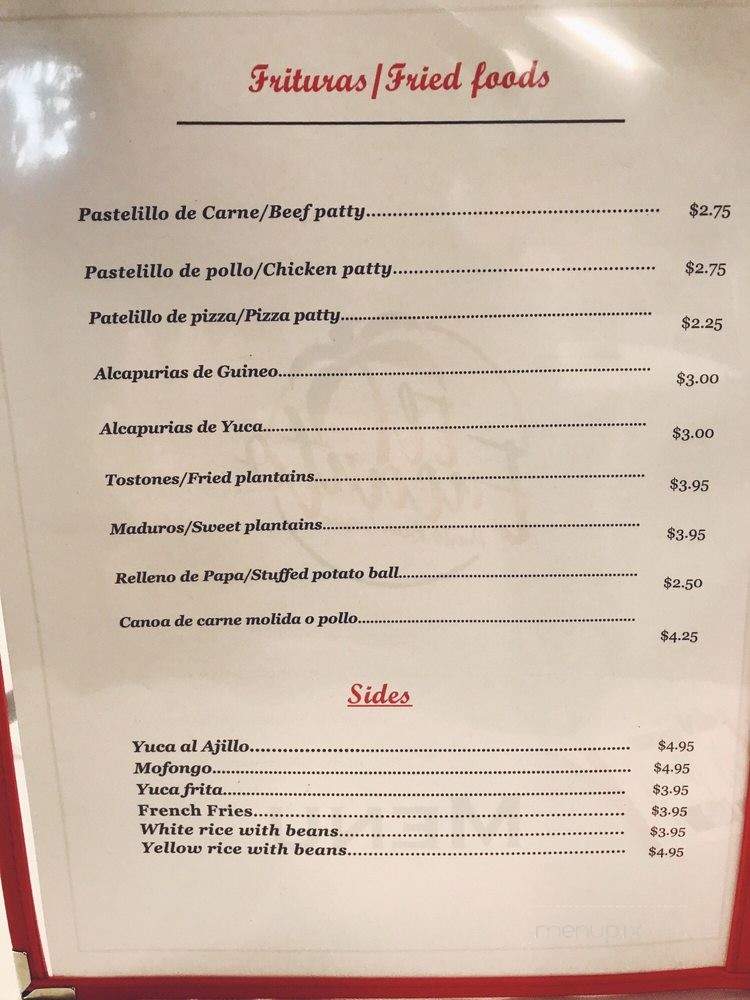 Frituras/Fried foods
Pastelillo de Carne/Beef patty.......... $2.75
Pastelillo de pollo/Chicken patty.......... $2.75
Patelillo de pizza/Pizza patty.......... $2.25
Alcapurias de Guineo.......... $3.00
Alcapurias de Yuca.......... $3.00
Tostones/Fried plantains.......... $3.95
Maduros/Sweet plantains.......... $3.95
Relleno de Papa/Stuffed potato ball.......... $2.50
Canoa de carne molida o pollo.......... $4.25
Sides
Yuca al Ajillo.......... $4.95
Mofongo.......... $4.95
Yuca frita.......... $3.95
French Fries.......... $3.95
White rice with beans.......... $3.95
Yellow rice with beans.......... $4.95
menupix